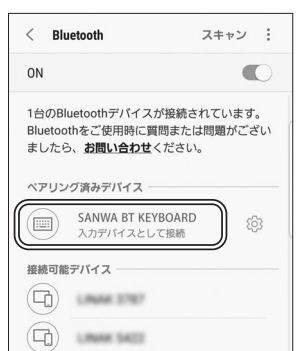 Bluetooth スキャン
ON
1台のBluetoothデバイスが接続されています。
Bluetoothをご使用時に質問または問題がござい
ましたら、お問い合わせください。
ペアリング済みデバイス
SANWA BT KEYBOARD
入力デバイスとして接続
接続可能デバイス